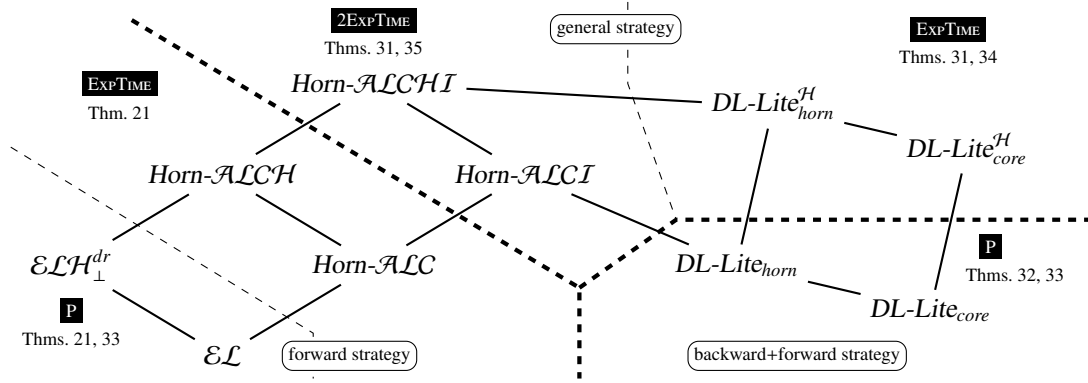 2EXPTIME
general strategy
EXPTIME
Thms. 31, 35
Thms. 31, 34
EXPTIME
Horn-𝒜ℒ𝒞ℋℐ
Thm. 21
DL-Lite^ℋ_horn
DL-Lite^ℋ_core
Horn-𝒜ℒ𝒞ℋ
Horn-𝒜ℒ𝒞ℐ
P
ℰℒℋ^dr_⊥
Horn-𝒜ℒ𝒞
DL-Lite_horn
Thms. 32, 33
P
DL-Lite_core
Thms. 21, 33
ℰℒ
forward strategy
backward+forward strategy